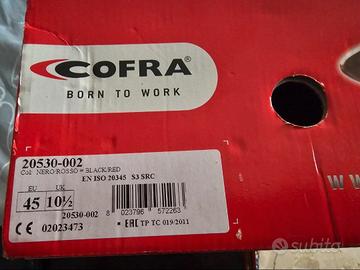 COFRA
BORN TO WORK
20530-002
Col: NERO/ROSSO = BLACK/RED
EN ISO 20345 S3 SRC
EU UK
45 10½
20530-002
8 023796 572263
CE 02023473
EAC TP TC 019/2011
W W
subito